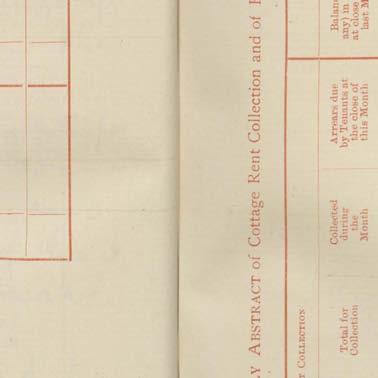 Y ABSTRACT of Cottage Rent Collection and of
T COLLECTION
Total for
Collection
Collected
during
the
Month
Arrears due
by Tenants at
the close of
this Month
Balan
any) in
at close
last M